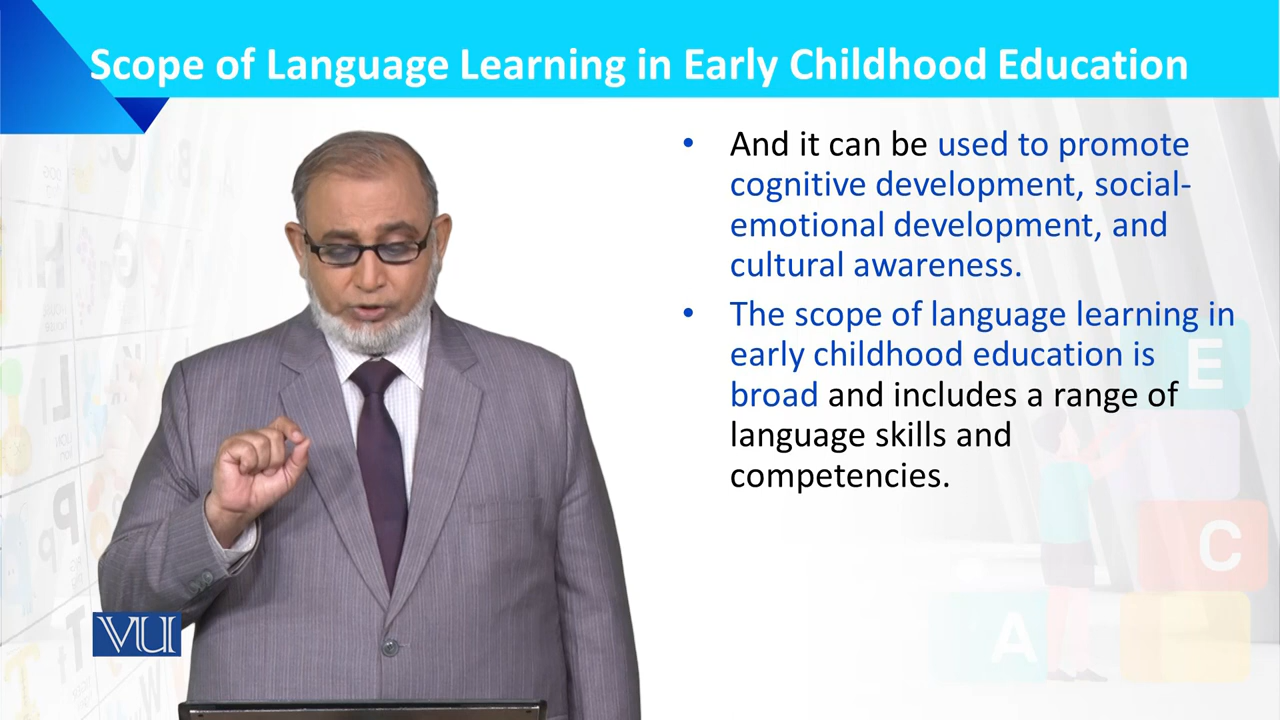 Scope of Language Learning in Early Childhood Education
• And it can be used to promote
cognitive development, social-
emotional development, and
cultural awareness.
• The scope of language learning in
early childhood education is
broad and includes a range of
language skills and
competencies.
E
C
A
VU